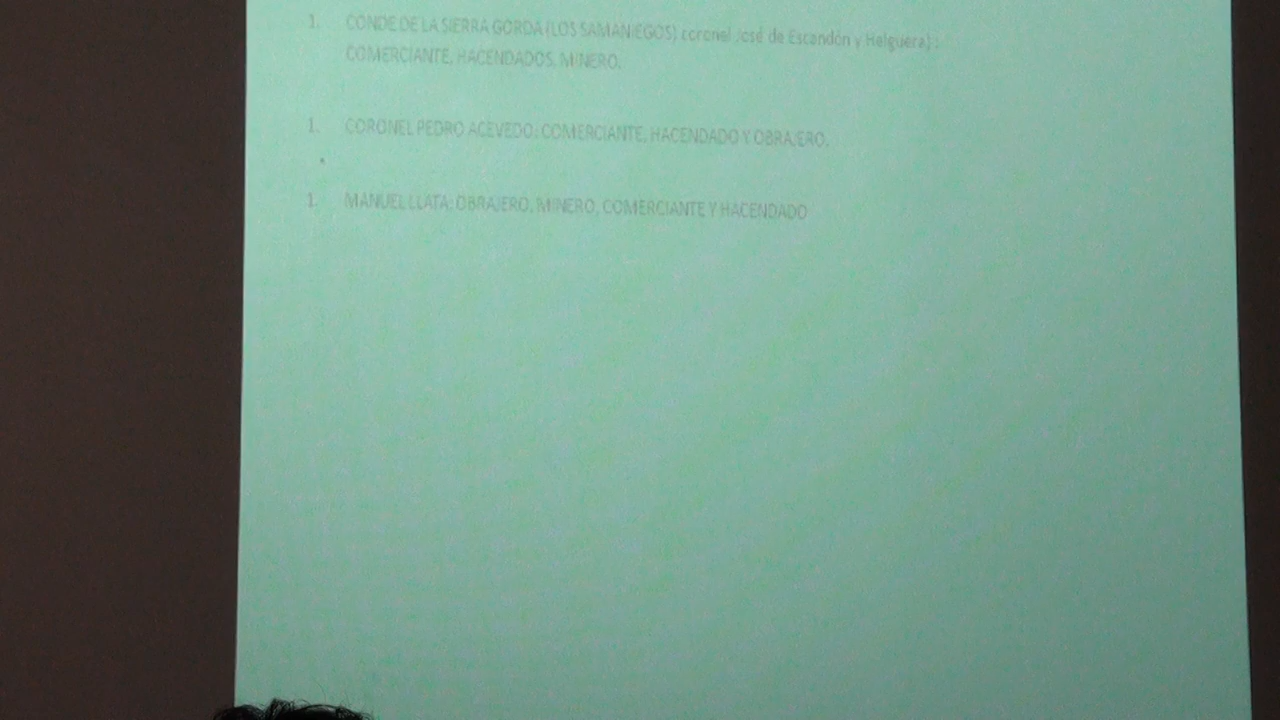 1. CONDE DE LA SIERRA GORDA (LOS SAMANIEGOS) coronel José de Escandón y Helguera) :
COMERCIANTE, HACENDADOS, MINERO.
1. CORONEL PEDRO ACEVEDO: COMERCIANTE, HACENDADO Y OBRAJERO.
•
1. MANUEL LLATA: OBRAJERO, MINERO, COMERCIANTE Y HACENDADO